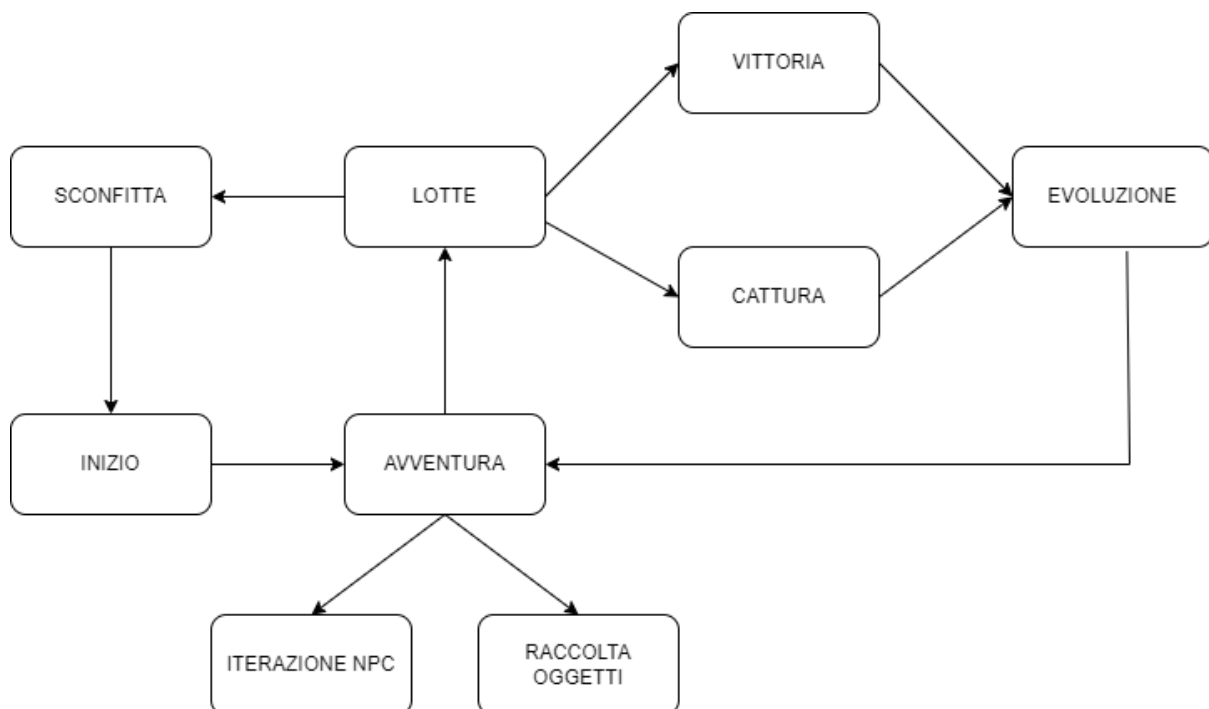 VITTORIA
SCONFITTA
LOTTE
EVOLUZIONE
CATTURA
INIZIO
AVVENTURA
ITERAZIONE NPC
RACCOLTA
OGGETTI